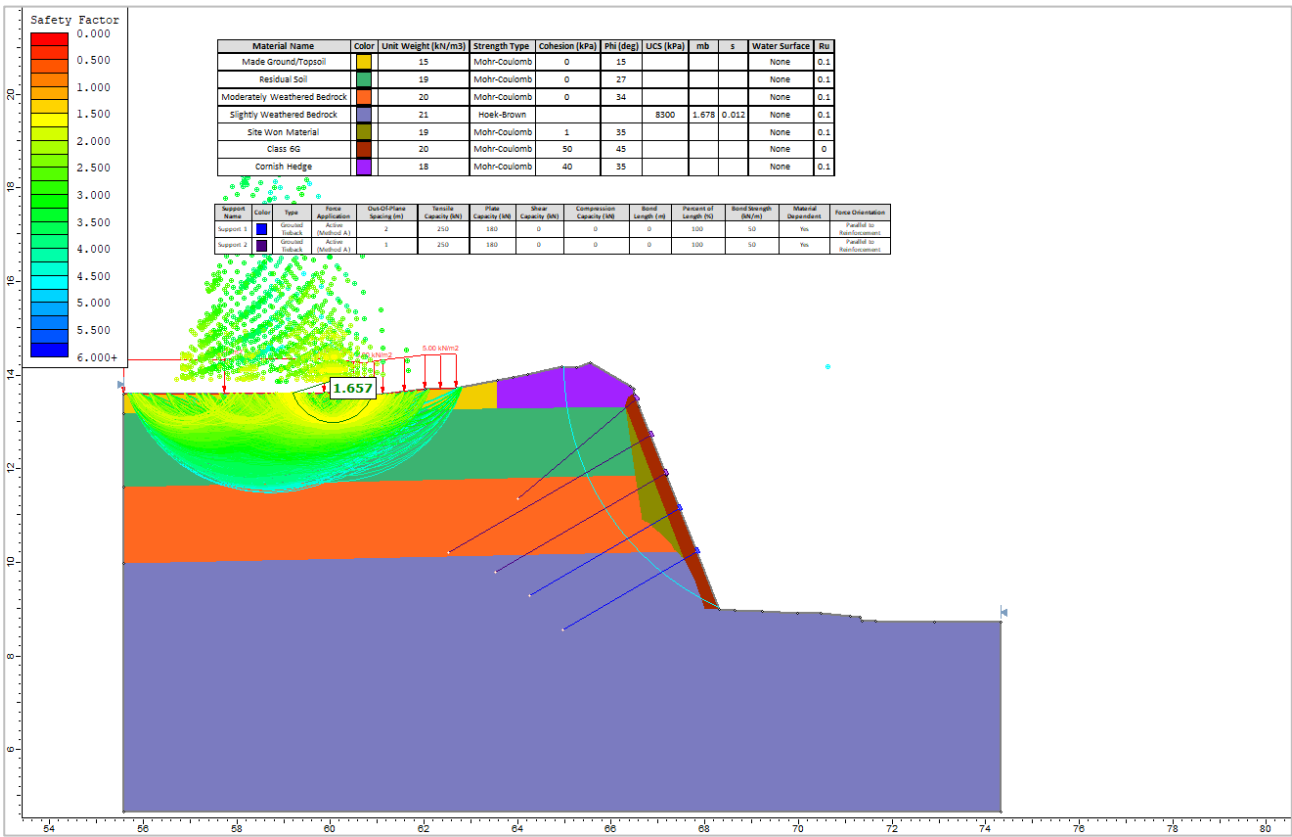 Safety Factor
0.000
0.500
1.000
1.500
2.000
2.500
3.000
3.500
4.000
4.500
5.000
5.500
6.000+
Material Name Color Unit Weight (kN/m3) Strength Type Cohesion (kPa) Phi (deg) UCS (kPa) mb s Water Surface Ru
Made Ground/Topsoil 15 Mohr-Coulomb 0 15 None 0.1
Residual Soil 19 Mohr-Coulomb 0 27 None 0.1
Moderately Weathered Bedrock 20 Mohr-Coulomb 0 34 None 0.1
Slightly Weathered Bedrock 21 Hoek-Brown 8300 1.678 0.012 None 0.1
Site Won Material 19 Mohr-Coulomb 1 35 None 0.1
Class 6G 20 Mohr-Coulomb 50 45 None 0
Cornish Hedge 18 Mohr-Coulomb 40 35 None 0.1
Support Name Color Type Force Application Out-Of-Plane Spacing (m) Tensile Capacity (kN) Plate Capacity (kN) Shear Capacity (kN) Compression Capacity (kN) Bond Length (m) Percent of Length (%) Bond Strength (kN/m) Material Dependent Force Orientation
Support 1 Grouted Tieback Active (Method A) 2 250 180 0 0 0 100 50 Yes Parallel to Reinforcement
Support 2 Grouted Tieback Active (Method A) 1 250 180 0 0 0 100 50 Yes Parallel to Reinforcement
5.00 kN/m2
kN/m2
1.657
20
18
16
14
12
10
8
6
54 56 58 60 62 64 66 68 70 72 74 76 78 80